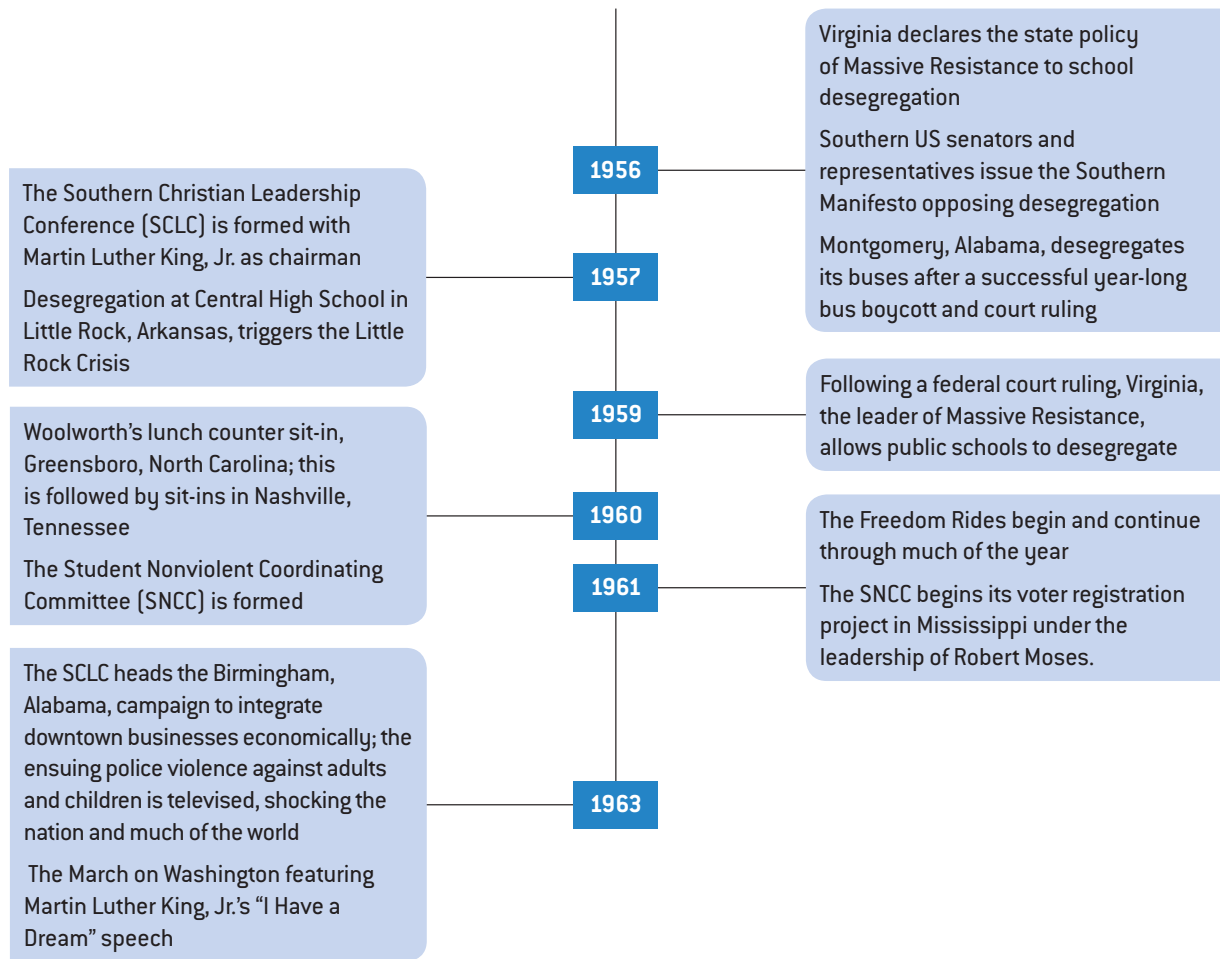 1956
Virginia declares the state policy
of Massive Resistance to school
desegregation
Southern US senators and
representatives issue the Southern
Manifesto opposing desegregation
Montgomery, Alabama, desegregates
its buses after a successful year-long
bus boycott and court ruling
1957
The Southern Christian Leadership
Conference (SCLC) is formed with
Martin Luther King, Jr. as chairman
Desegregation at Central High School in
Little Rock, Arkansas, triggers the Little
Rock Crisis
1959
Following a federal court ruling, Virginia,
the leader of Massive Resistance,
allows public schools to desegregate
1960
Woolworth’s lunch counter sit-in,
Greensboro, North Carolina; this
is followed by sit-ins in Nashville,
Tennessee
The Student Nonviolent Coordinating
Committee (SNCC) is formed
1961
The Freedom Rides begin and continue
through much of the year
The SNCC begins its voter registration
project in Mississippi under the
leadership of Robert Moses.
1963
The SCLC heads the Birmingham,
Alabama, campaign to integrate
downtown businesses economically; the
ensuing police violence against adults
and children is televised, shocking the
nation and much of the world
The March on Washington featuring
Martin Luther King, Jr.’s “I Have a
Dream” speech